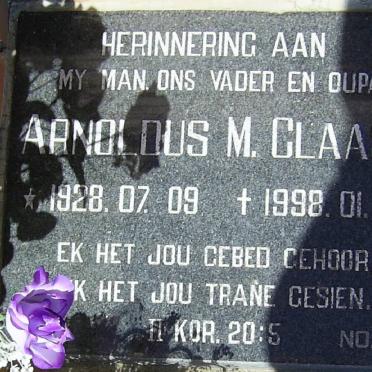 HERINNERING AAN
MY MAN. ONS VADER EN OUPA
ARNOLDUS M. CLAA
★ 1928. 07. 09 ✝ 1998. 01.
EK HET JOU GEBED GEHOOR
EK HET JOU TRANE GESIEN.
II KOR. 20:5 NO